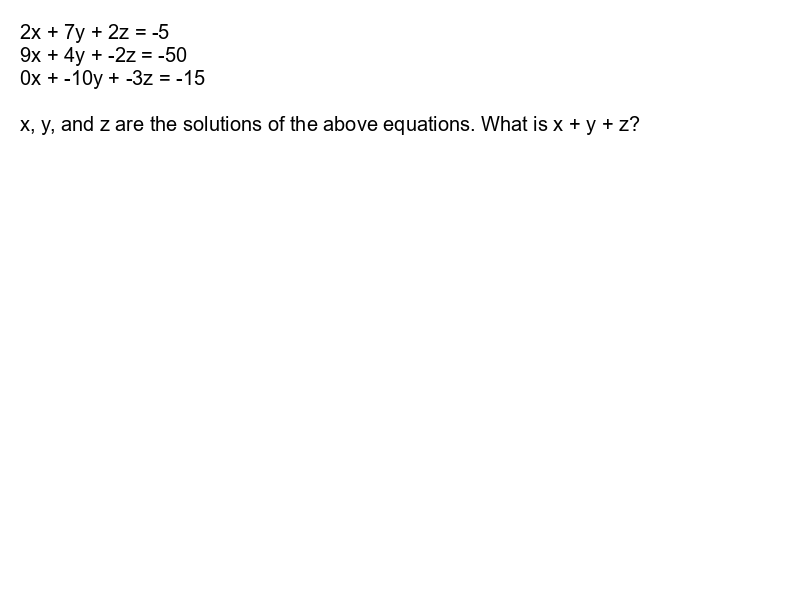 2x + 7y + 2z = -5
9x + 4y + -2z = -50
0x + -10y + -3z = -15
x, y, and z are the solutions of the above equations. What is x + y + z?